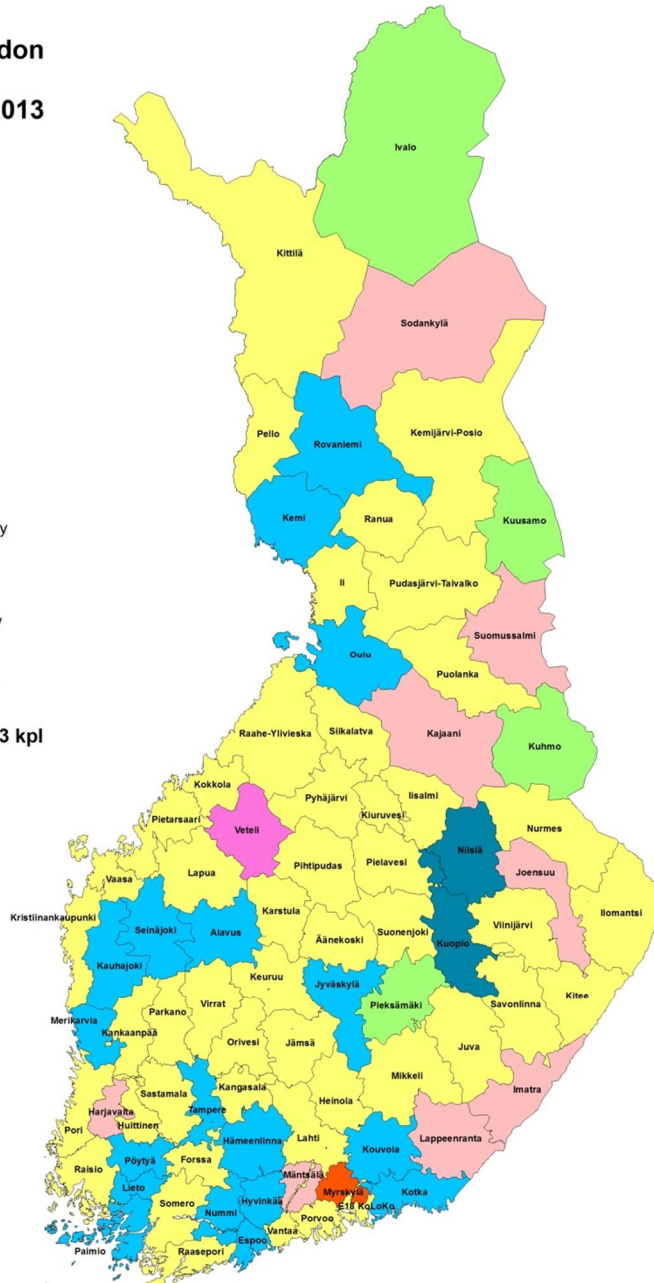 don
013
Ivalo
Kittilä
Sodankylä
Pello
Rovaniemi
Kemijärvi-Posio
Kemi
Ranua
Kuusamo
y
Ii
Pudasjärvi-Taivalko
Suomussalmi
Oulu
Puolanka
3 kpl
Raahe-Ylivieska
Siikalatva
Kajaani
Kuhmo
Kokkola
Pyhäjärvi
Iisalmi
Kiuruvesi
Pietarsaari
Veteli
Nurmes
Nilsiä
Pihtipudas
Pielavesi
Joensuu
Lapua
Vaasa
Karstula
Ilomantsi
Kristiinankaupunki
Seinäjoki
Alavus
Äänekoski
Suonenjoki
Viinijärvi
Kuopio
Kauhajoki
Keuruu
Jyväskylä
Kitee
Pieksämäki
Savonlinna
Merikarvia
Kankaanpää
Parkano
Virrat
Orivesi
Jämsä
Juva
Mikkeli
Imatra
Sastamala
Kangasala
Heinola
Harjavalta
Tampere
Huittinen
Pori
Hämeenlinna
Lahti
Kouvola
Lappeenranta
Raisio
Pöytyä
Forssa
Mäntsälä
Lieto
Somero
Nummi
Hyvinkää
Myrskylä
Kotka
E18 KoLoKo
Porvoo
Vantaa
Espoo
Paimio
Raasepori